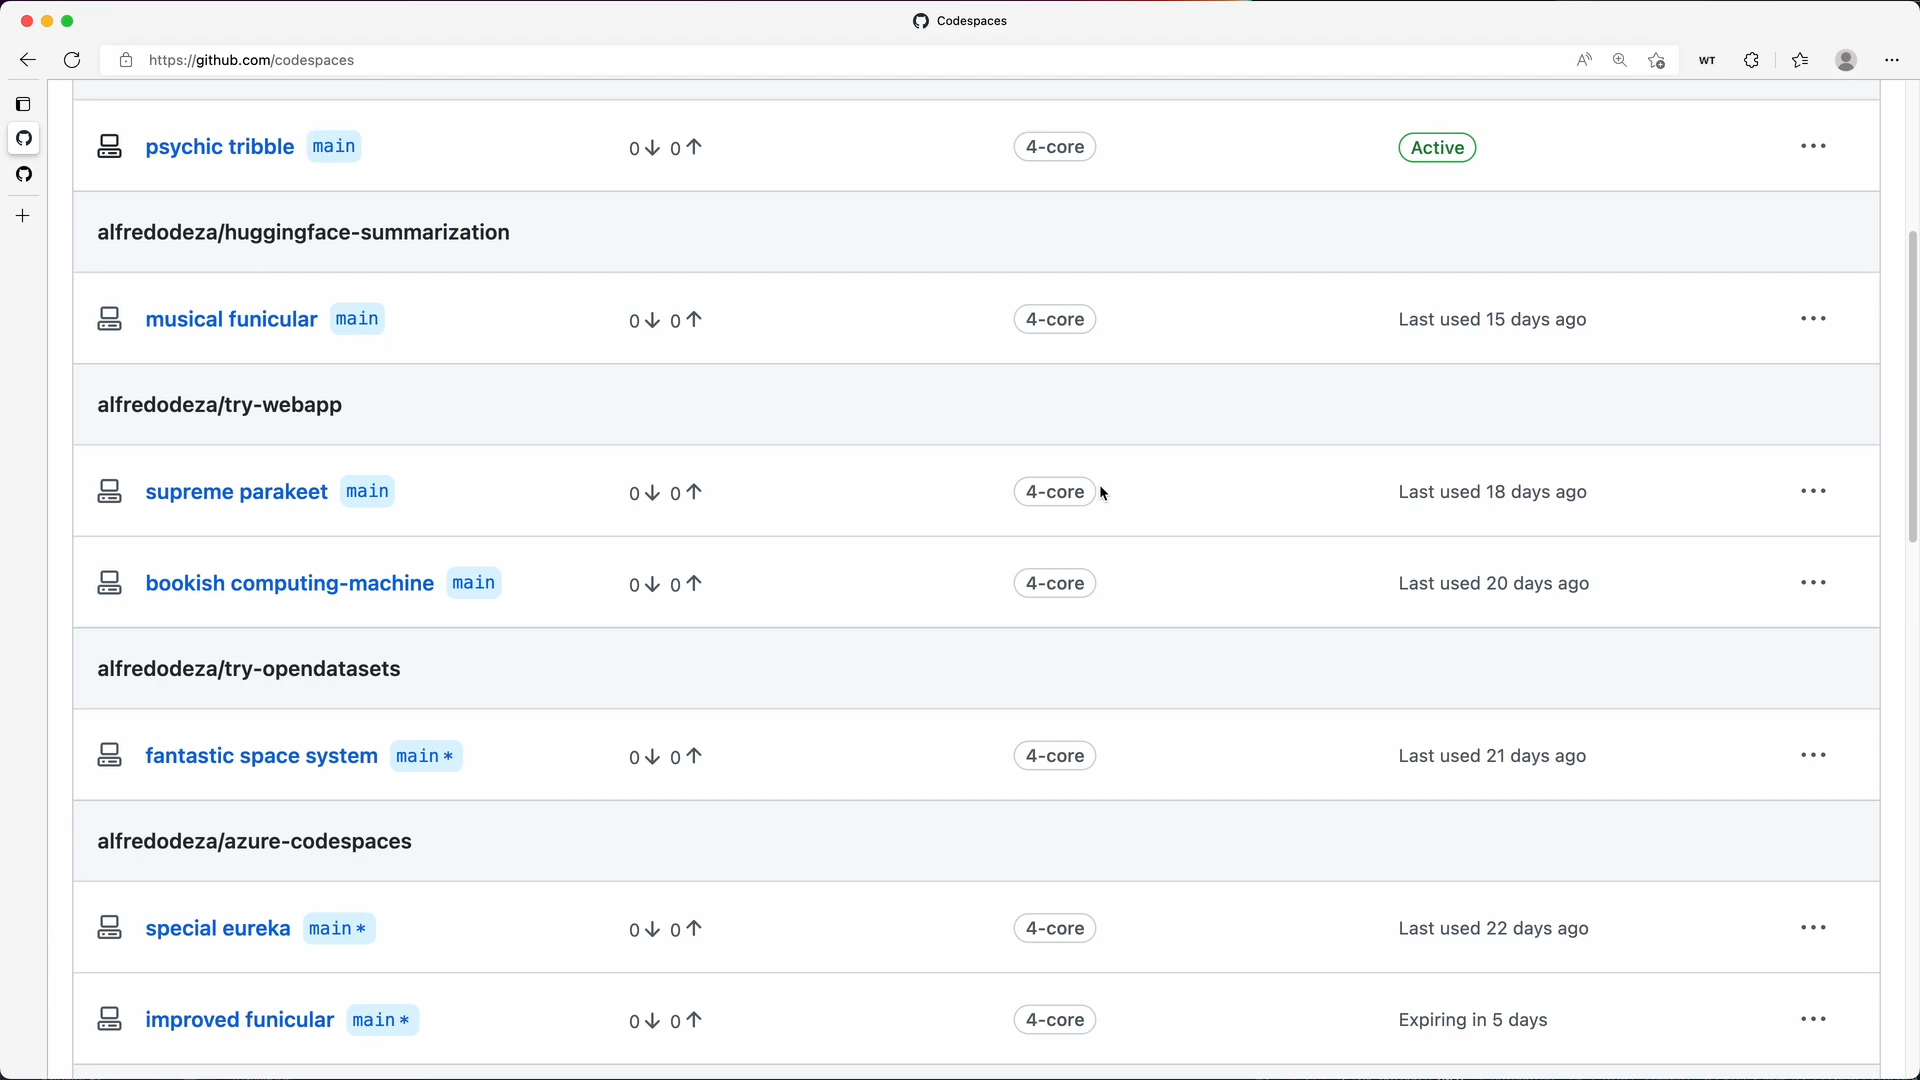 Codespaces
https://github.com/codespaces
WT
psychic tribble main 0 0 4-core Active
alfredodeza/huggingface-summarization
musical funicular main 0 0 4-core Last used 15 days ago
alfredodeza/try-webapp
supreme parakeet main 0 0 4-core Last used 18 days ago
bookish computing-machine main 0 0 4-core Last used 20 days ago
alfredodeza/try-opendatasets
fantastic space system main* 0 0 4-core Last used 21 days ago
alfredodeza/azure-codespaces
special eureka main* 0 0 4-core Last used 22 days ago
improved funicular main* 0 0 4-core Expiring in 5 days